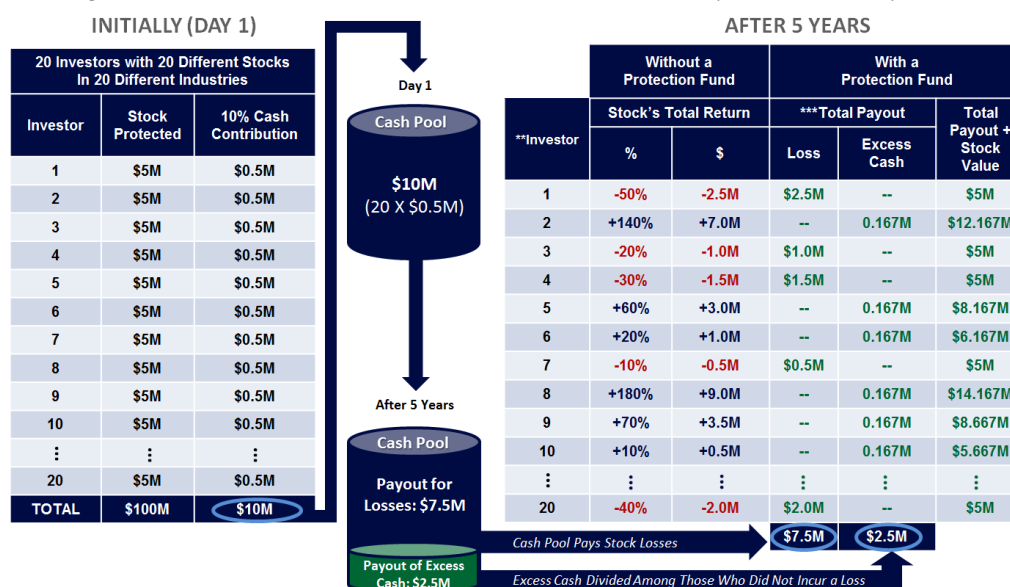 INITIALLY (DAY 1)
20 Investors with 20 Different Stocks
In 20 Different Industries
Investor Stock Protected 10% Cash Contribution
1 $5M $0.5M
2 $5M $0.5M
3 $5M $0.5M
4 $5M $0.5M
5 $5M $0.5M
6 $5M $0.5M
7 $5M $0.5M
8 $5M $0.5M
9 $5M $0.5M
10 $5M $0.5M
⋮ ⋮ ⋮
20 $5M $0.5M
TOTAL $100M $10M
Day 1
Cash Pool
$10M
(20 X $0.5M)
After 5 Years
Cash Pool
Payout for
Losses: $7.5M
Payout of Excess
Cash: $2.5M
AFTER 5 YEARS
Without a Protection Fund With a Protection Fund
**Investor Stock's Total Return ***Total Payout Total Payout + Stock Value
% $ Loss Excess Cash
1 -50% -2.5M $2.5M -- $5M
2 +140% +7.0M -- 0.167M $12.167M
3 -20% -1.0M $1.0M -- $5M
4 -30% -1.5M $1.5M -- $5M
5 +60% +3.0M -- 0.167M $8.167M
6 +20% +1.0M -- 0.167M $6.167M
7 -10% -0.5M $0.5M -- $5M
8 +180% +9.0M -- 0.167M $14.167M
9 +70% +3.5M -- 0.167M $8.667M
10 +10% +0.5M -- 0.167M $5.667M
⋮ ⋮ ⋮ ⋮ ⋮ ⋮
20 -40% -2.0M $2.0M -- $5M
$7.5M $2.5M
Cash Pool Pays Stock Losses
Excess Cash Divided Among Those Who Did Not Incur a Loss